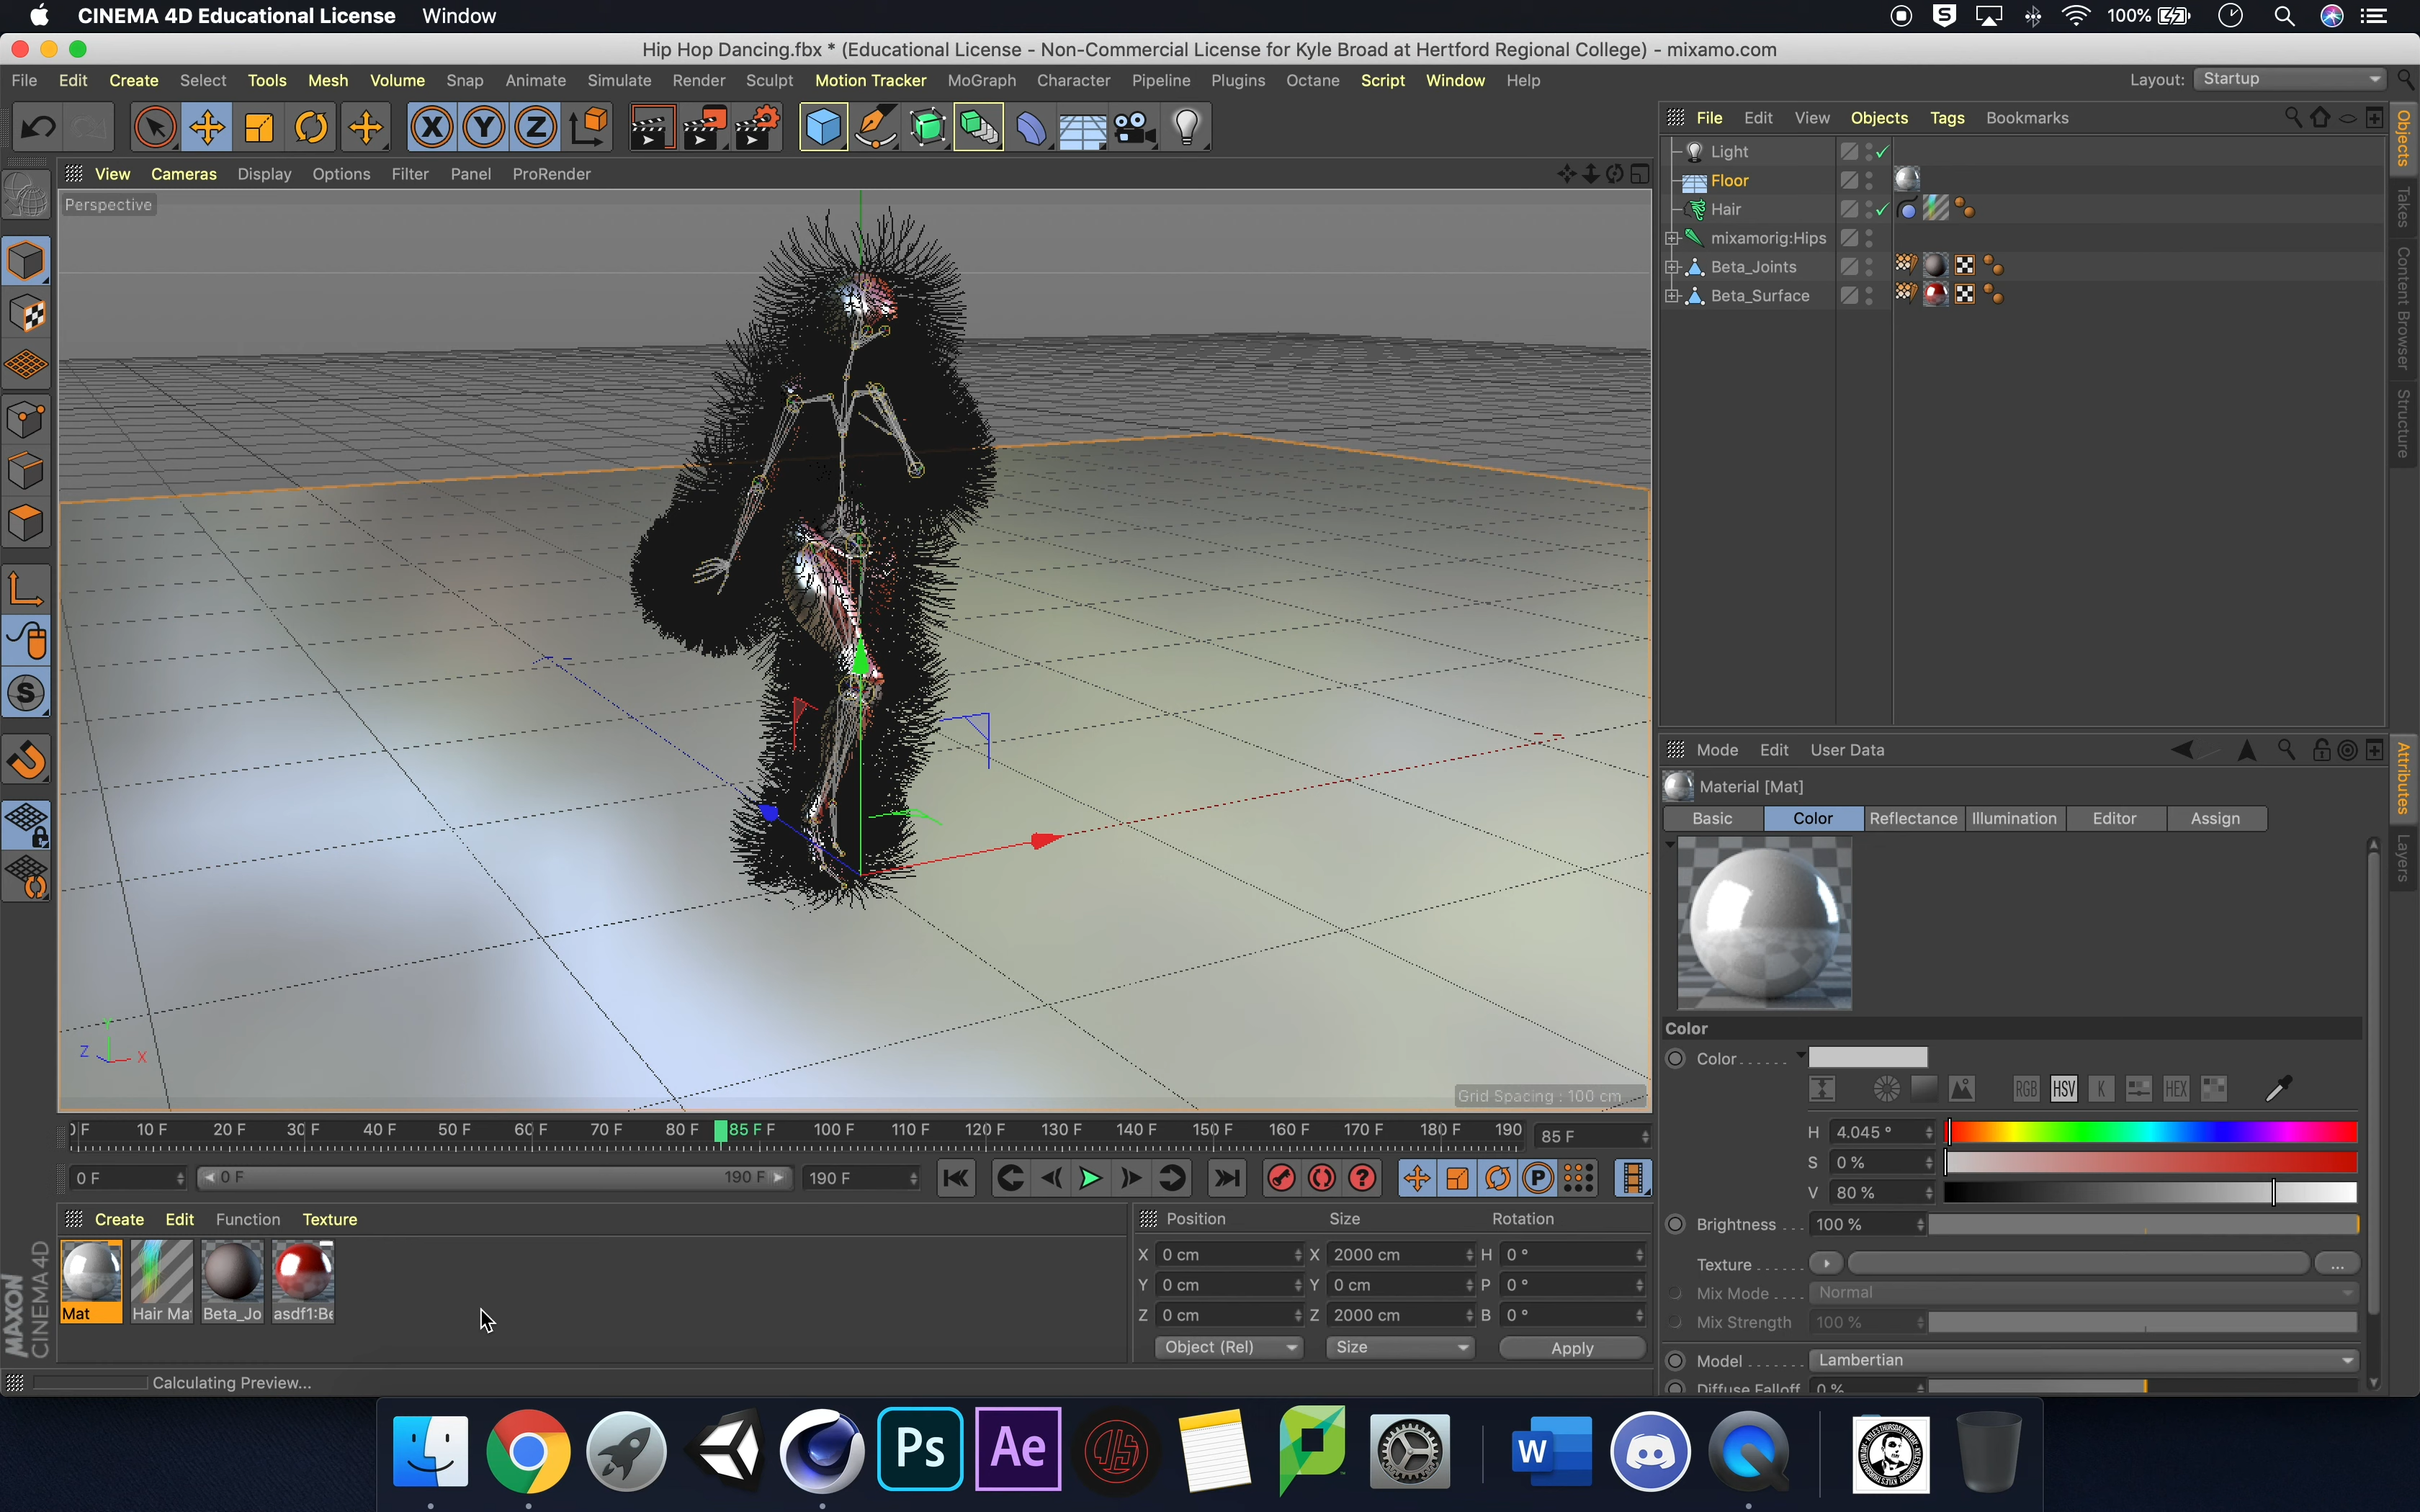 CINEMA 4D Educational License Window 100%
Hip Hop Dancing.fbx * (Educational License - Non-Commercial License for Kyle Broad at Hertford Regional College) - mixamo.com
File Edit Create Select Tools Mesh Volume Snap Animate Simulate Render Sculpt Motion Tracker MoGraph Character Pipeline Plugins Octane Script Window Help Layout: Startup
X Y Z
File Edit View Objects Tags Bookmarks
View Cameras Display Options Filter Panel ProRender
Perspective
Light
Floor
Hair
mixamorig:Hips
Beta_Joints
Beta_Surface
Objects
Takes
Content Browser
Structure
Mode Edit User Data
Material [Mat]
Basic Color Reflectance Illumination Editor Assign
Attributes
Layers
Color
Color
RGB HSV K HEX
H 4.045 °
S 0 %
V 80 %
Brightness 100 %
Texture ...
Mix Mode Normal
Mix Strength 100 %
Model Lambertian
Diffuse Falloff 0 %
Y
Z X
Grid Spacing : 100 cm
10 F 20 F 30 F 40 F 50 F 60 F 70 F 80 F 85 F F 100 F 110 F 120 F 130 F 140 F 150 F 160 F 170 F 180 F 190 85 F
0 F 0 F 190 F 190 F
Create Edit Function Texture
Mat Hair Ma Beta_Jo asdf1:Be
Position Size Rotation
X 0 cm X 2000 cm H 0 °
Y 0 cm Y 0 cm P 0 °
Z 0 cm Z 2000 cm B 0 °
Object (Rel) Size Apply
MAXON
CINEMA 4D
Calculating Preview...
Ps Ae W